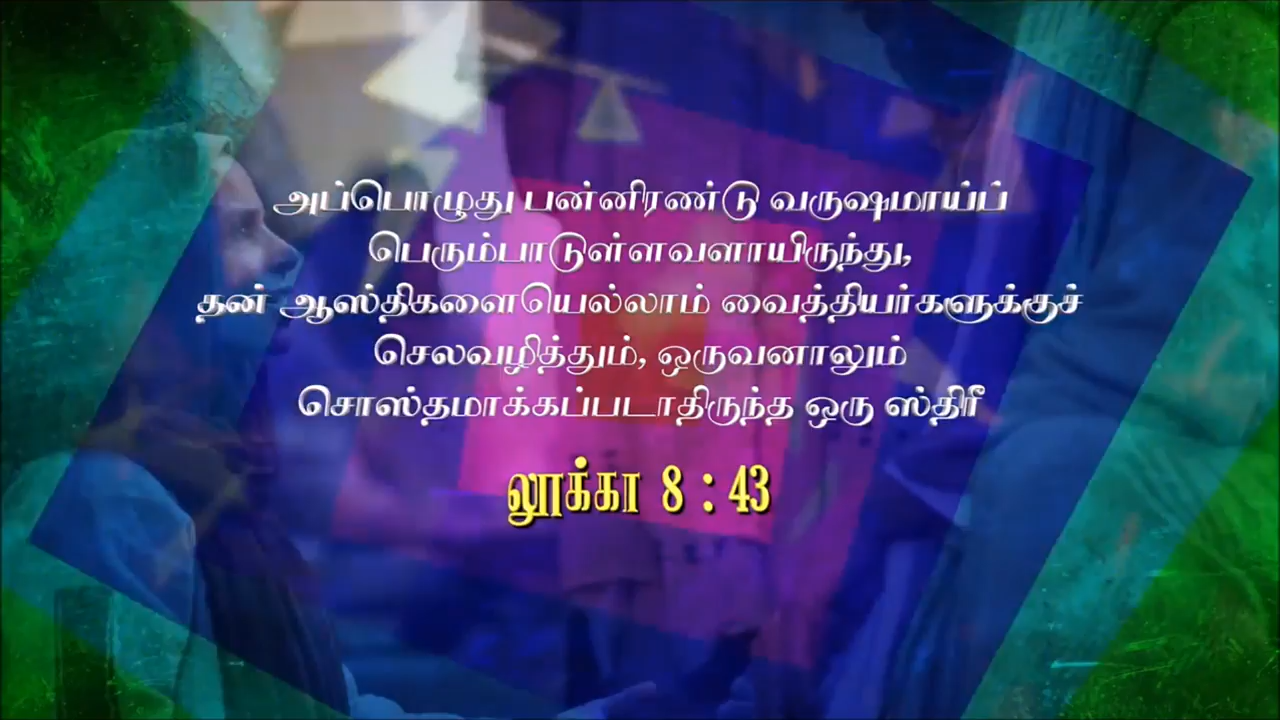 அப்பொழுது பன்னிரண்டு வருஷமாய்ப்
பெரும்பாடுள்ளவளாயிருந்து,
தன் ஆஸ்திகளையெல்லாம் வைத்தியர்களுக்குச்
செலவழித்தும், ஒருவனாலும்
சொஸ்தமாக்கப்படாதிருந்த ஒரு ஸ்திரீ
லூக்கா 8 : 43